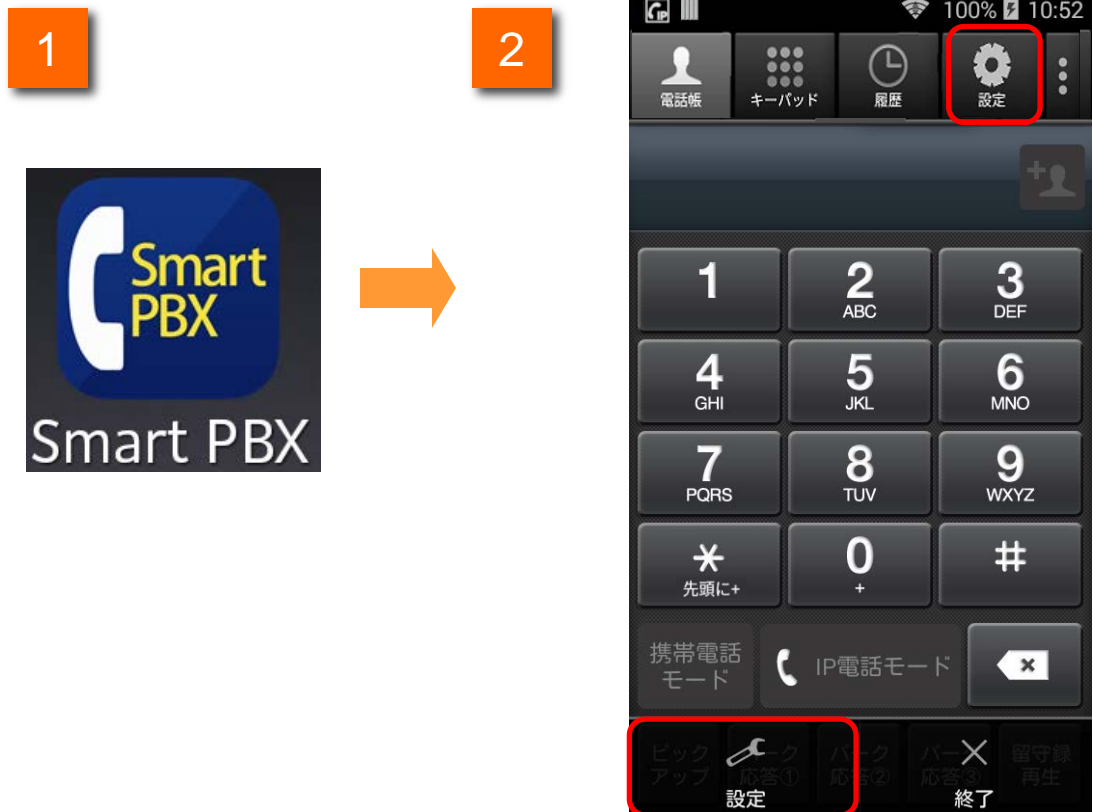 1
2
Smart
PBX
Smart PBX
CIP
100% 10:52
電話帳
キーパッド
履歴
設定
1
2
ABC
3
DEF
4
GHI
5
JKL
6
MNO
7
PQRS
8
TUV
9
WXYZ
先頭に+
0
+
#
携帯電話
モード
IP電話モード
ピック
アップ
パーク
応答①
パーク
応答②
パーク
応答③
留守録
再生
設定
終了